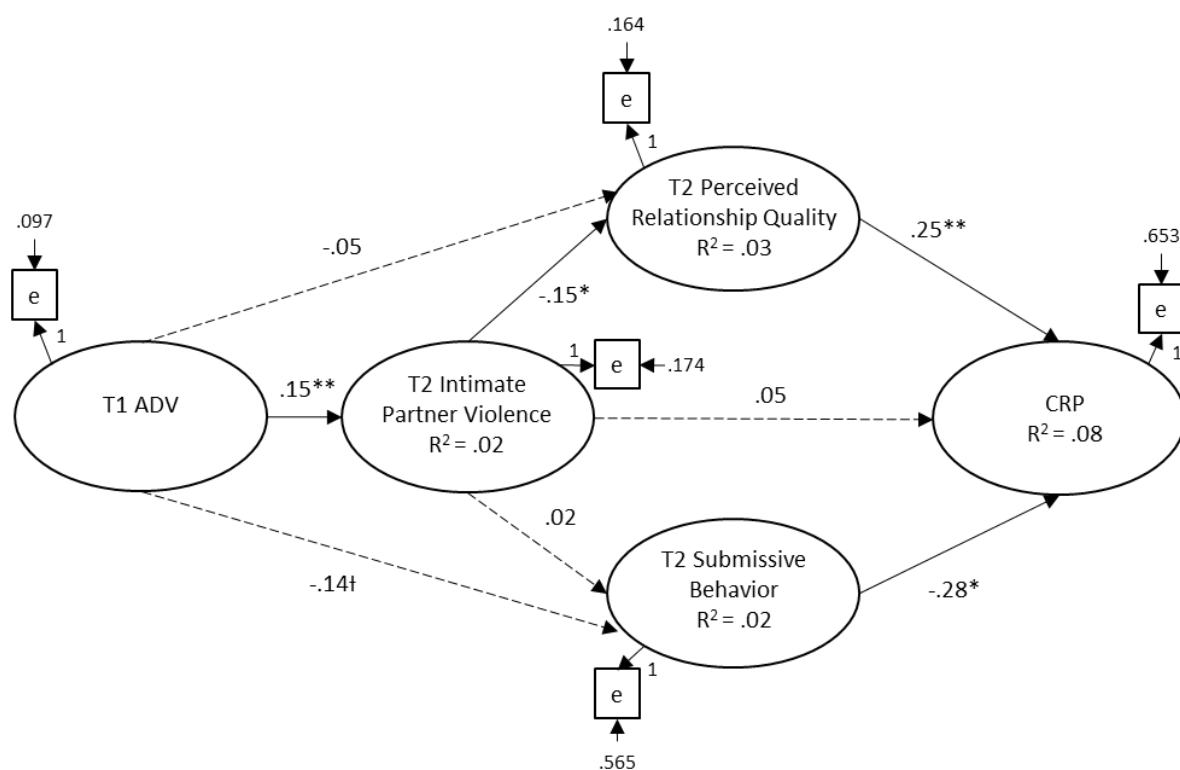 .164
e
1
T2 Perceived
Relationship Quality
R² = .03
.097
e
1
-.05
.25**
.653
e
1
-.15*
T1 ADV
.15**
T2 Intimate
Partner Violence
R² = .02
1
e
.174
.05
CRP
R² = .08
.02
-.14ƚ
T2 Submissive
Behavior
R² = .02
-.28*
1
e
.565